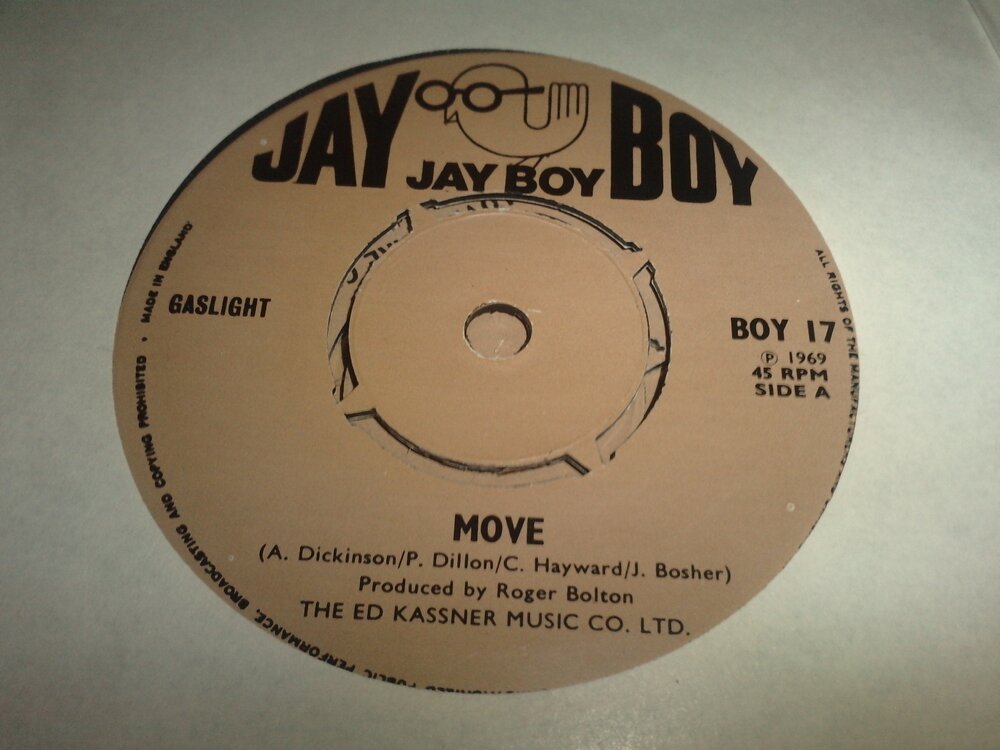 JAY BOY
JAY BOY
GASLIGHT
BOY 17
Ⓟ 1969
45 RPM
SIDE A
MOVE
(A. Dickinson/P. Dillon/C. Hayward/J. Bosher)
Produced by Roger Bolton
THE ED KASSNER MUSIC CO. LTD.
ALL RIGHTS OF THE
PUBLIC PERFORMANCE, BROADCASTING AND COPYING PROHIBITED • MADE IN ENGLAND